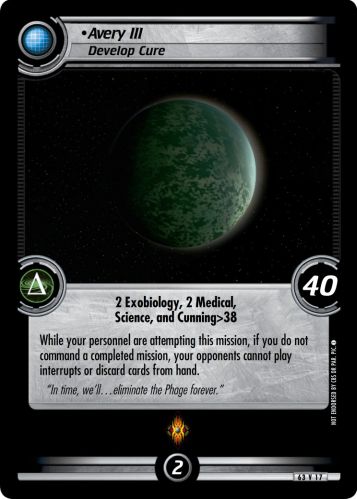 •Avery III
Develop Cure
Δ
40
2 Exobiology, 2 Medical,
Science, and Cunning>38
While your personnel are attempting this mission, if you do not
command a completed mission, your opponents cannot play
interrupts or discard cards from hand.
"In time, we'll...eliminate the Phage forever."
NOT ENDORSED BY CBS OR PAR. PIC.
2
63 V 17